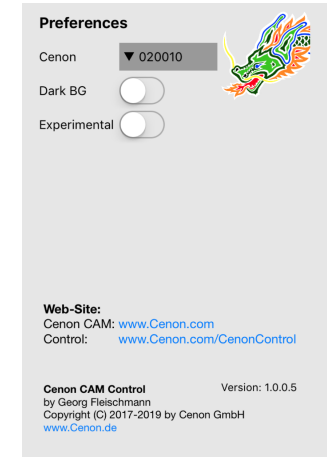 Preferences
Cenon ▼ 020010
Dark BG
Experimental
Web-Site:
Cenon CAM: www.Cenon.com
Control: www.Cenon.com/CenonControl
Cenon CAM Control Version: 1.0.0.5
by Georg Fleischmann
Copyright (C) 2017-2019 by Cenon GmbH
www.Cenon.de